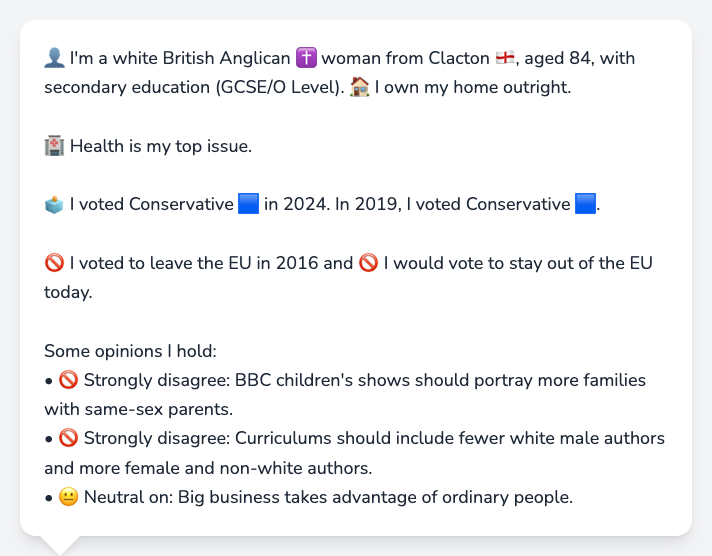 👤 I'm a white British Anglican ✝️ woman from Clacton 🏴󠁧󠁢󠁥󠁮󠁧󠁿, aged 84, with
secondary education (GCSE/O Level). 🏠 I own my home outright.
🏥 Health is my top issue.
🗳️ I voted Conservative 🟦 in 2024. In 2019, I voted Conservative 🟦.
🚫 I voted to leave the EU in 2016 and 🚫 I would vote to stay out of the EU
today.
Some opinions I hold:
• 🚫 Strongly disagree: BBC children's shows should portray more families
with same-sex parents.
• 🚫 Strongly disagree: Curriculums should include fewer white male authors
and more female and non-white authors.
• 😐 Neutral on: Big business takes advantage of ordinary people.